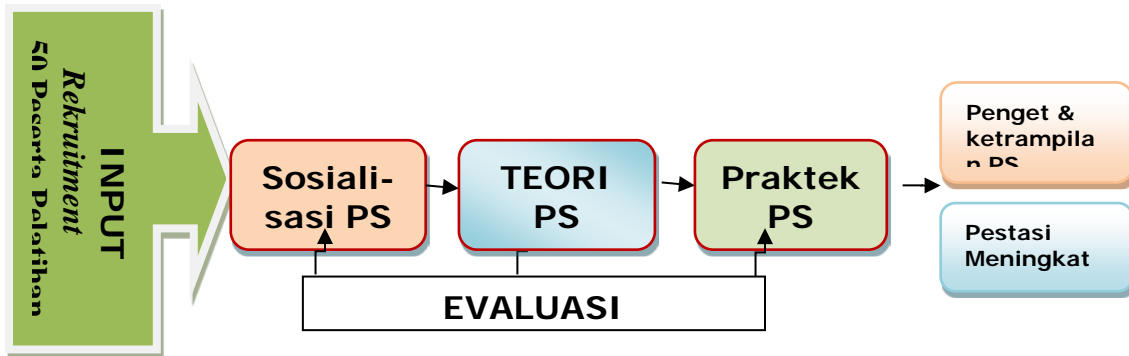 INPUT
Rekruitment
50 Peserta Pelatihan
Sosiali-
sasi PS
TEORI
PS
Praktek
PS
Penget &
ketrampila
n PS
Pestasi
Meningkat
EVALUASI